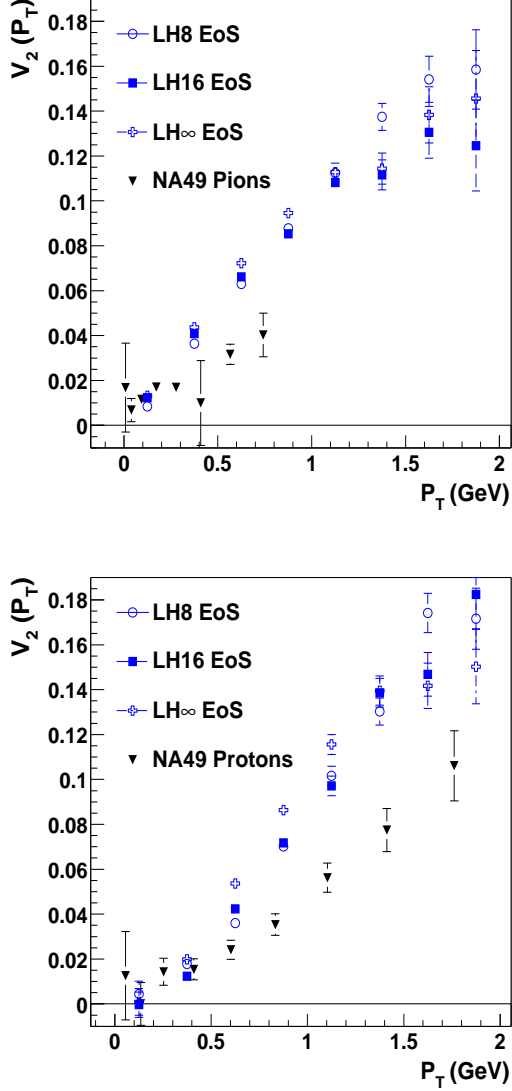 V2 (PT)
0.18
LH8 EoS
0.16
LH16 EoS
0.14
0.12
LH∞ EoS
0.1
NA49 Pions
0.08
0.06
0.04
0.02
0
0 0.5 1 1.5 2
PT (GeV)
V2 (PT)
0.18
LH8 EoS
0.16
LH16 EoS
0.14
LH∞ EoS
0.12
NA49 Protons
0.1
0.08
0.06
0.04
0.02
0
0 0.5 1 1.5 2
PT (GeV)